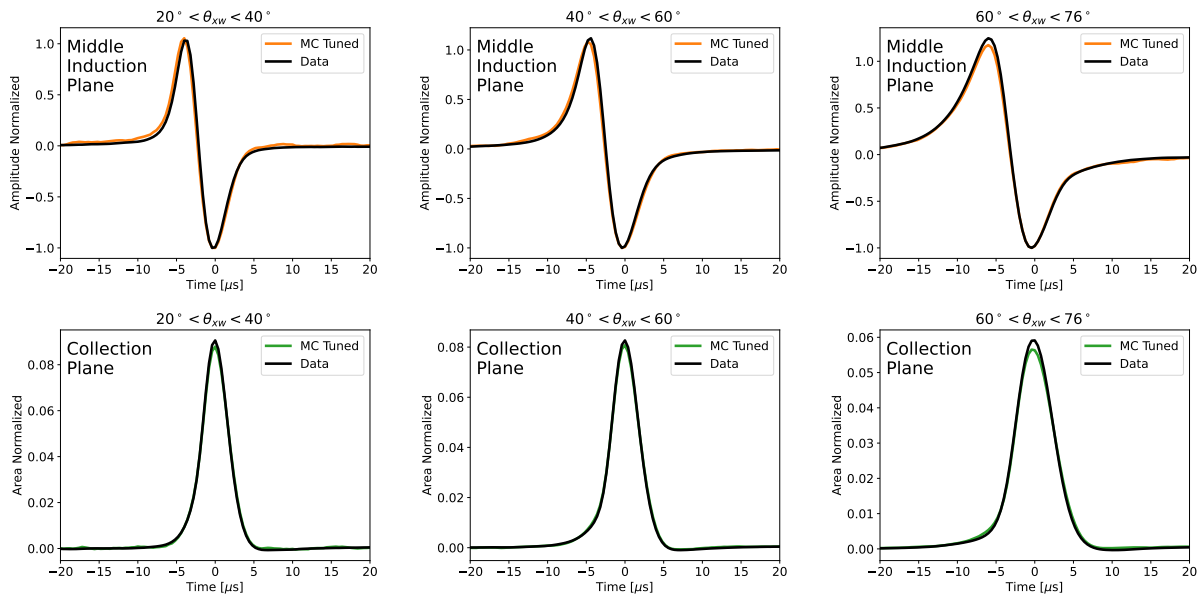 20° < θxw < 40°
Middle
Induction
Plane
MC Tuned
Data
Amplitude Normalized
1.0
0.5
0.0
−0.5
−1.0
−20 −15 −10 −5 0 5 10 15 20
Time [μs]
40° < θxw < 60°
Middle
Induction
Plane
MC Tuned
Data
Amplitude Normalized
1.0
0.5
0.0
−0.5
−1.0
−20 −15 −10 −5 0 5 10 15 20
Time [μs]
60° < θxw < 76°
Middle
Induction
Plane
MC Tuned
Data
Amplitude Normalized
1.0
0.5
0.0
−0.5
−1.0
−20 −15 −10 −5 0 5 10 15 20
Time [μs]
20° < θxw < 40°
Collection
Plane
MC Tuned
Data
Area Normalized
0.08
0.06
0.04
0.02
0.00
−20 −15 −10 −5 0 5 10 15 20
Time [μs]
40° < θxw < 60°
Collection
Plane
MC Tuned
Data
Area Normalized
0.08
0.06
0.04
0.02
0.00
−20 −15 −10 −5 0 5 10 15 20
Time [μs]
60° < θxw < 76°
Collection
Plane
MC Tuned
Data
Area Normalized
0.06
0.05
0.04
0.03
0.02
0.01
0.00
−20 −15 −10 −5 0 5 10 15 20
Time [μs]